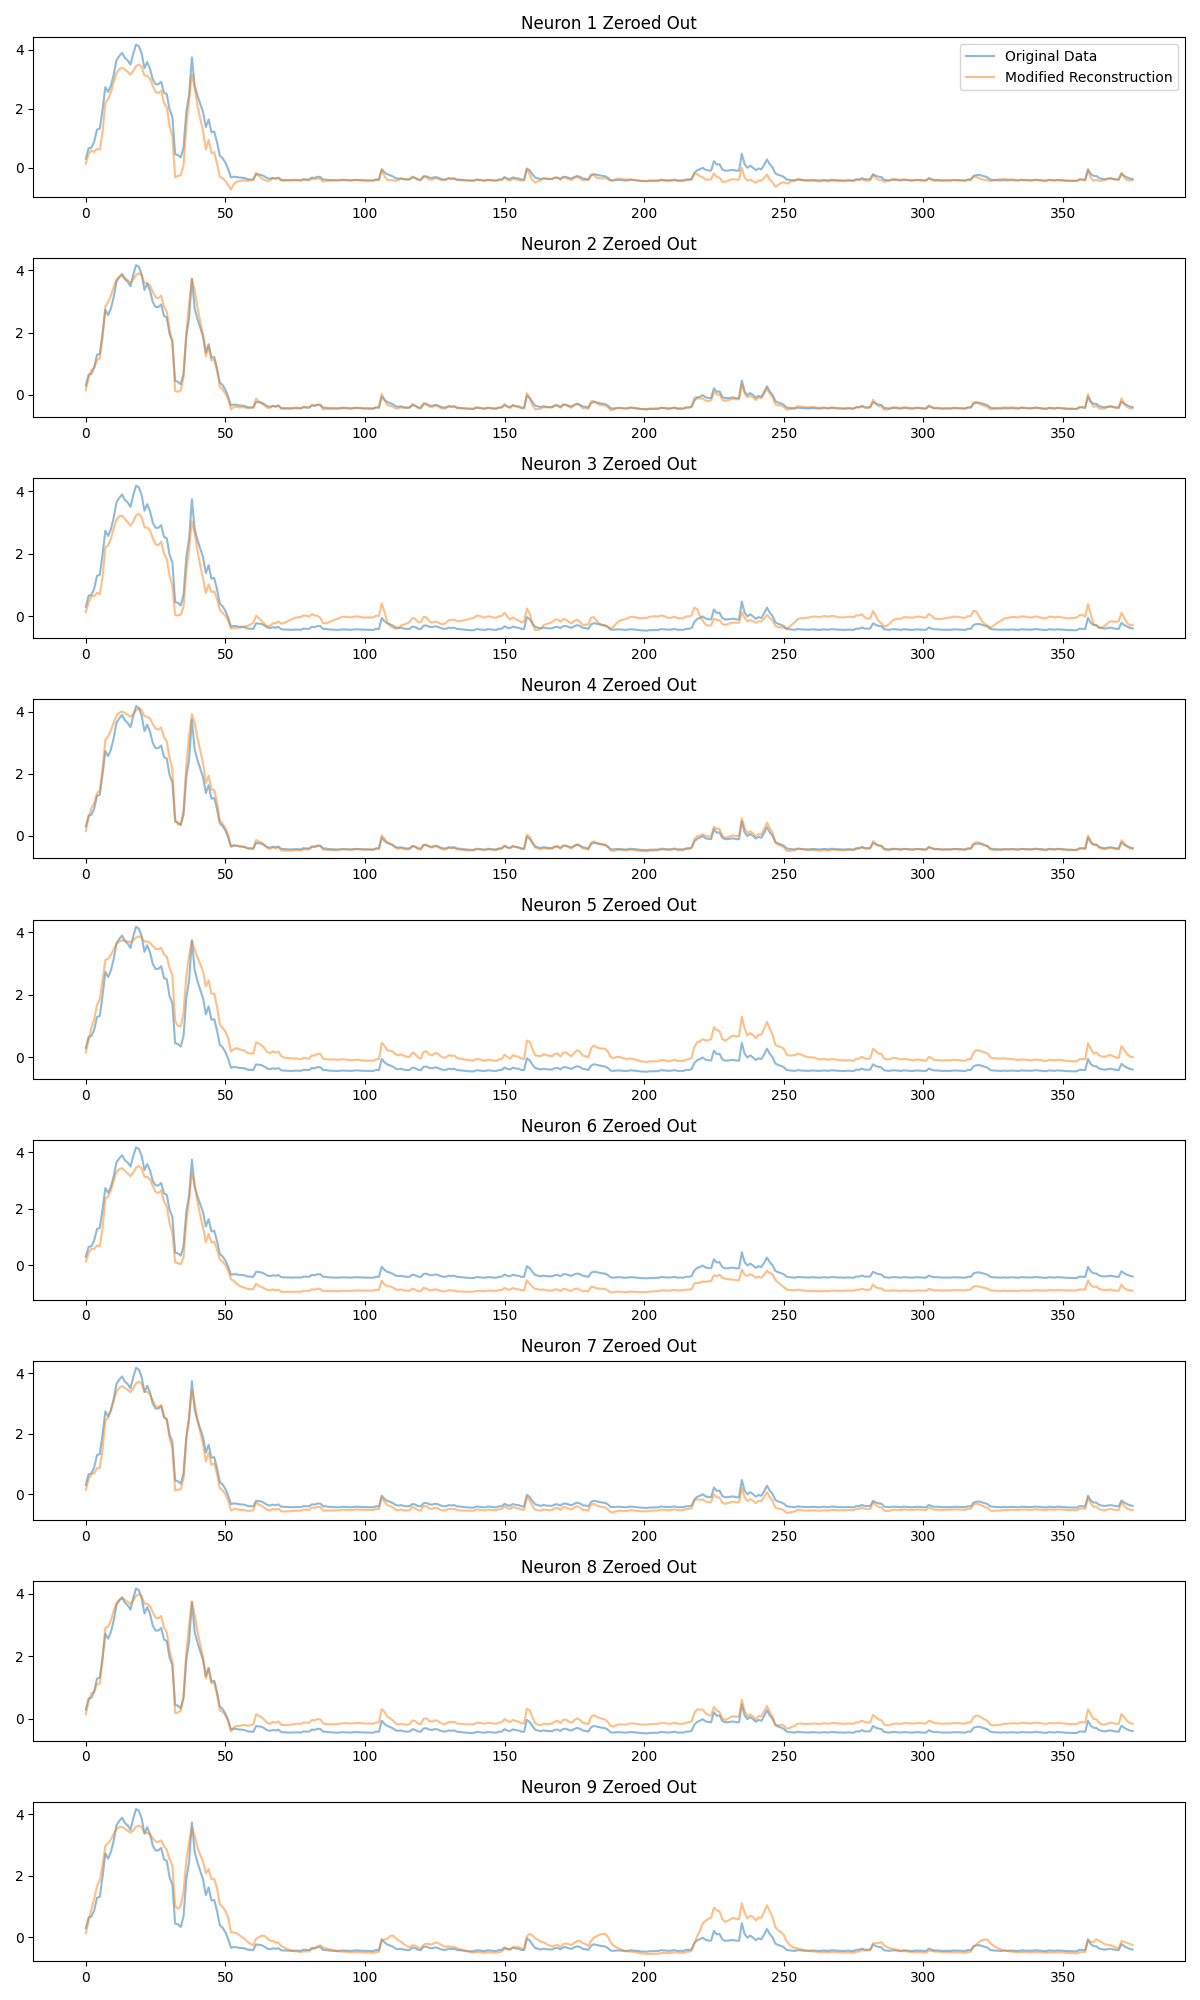 Neuron 1 Zeroed Out
Original Data
Modified Reconstruction
4
2
0
0 50 100 150 200 250 300 350
Neuron 2 Zeroed Out
4
2
0
0 50 100 150 200 250 300 350
Neuron 3 Zeroed Out
4
2
0
0 50 100 150 200 250 300 350
Neuron 4 Zeroed Out
4
2
0
0 50 100 150 200 250 300 350
Neuron 5 Zeroed Out
4
2
0
0 50 100 150 200 250 300 350
Neuron 6 Zeroed Out
4
2
0
0 50 100 150 200 250 300 350
Neuron 7 Zeroed Out
4
2
0
0 50 100 150 200 250 300 350
Neuron 8 Zeroed Out
4
2
0
0 50 100 150 200 250 300 350
Neuron 9 Zeroed Out
4
2
0
0 50 100 150 200 250 300 350